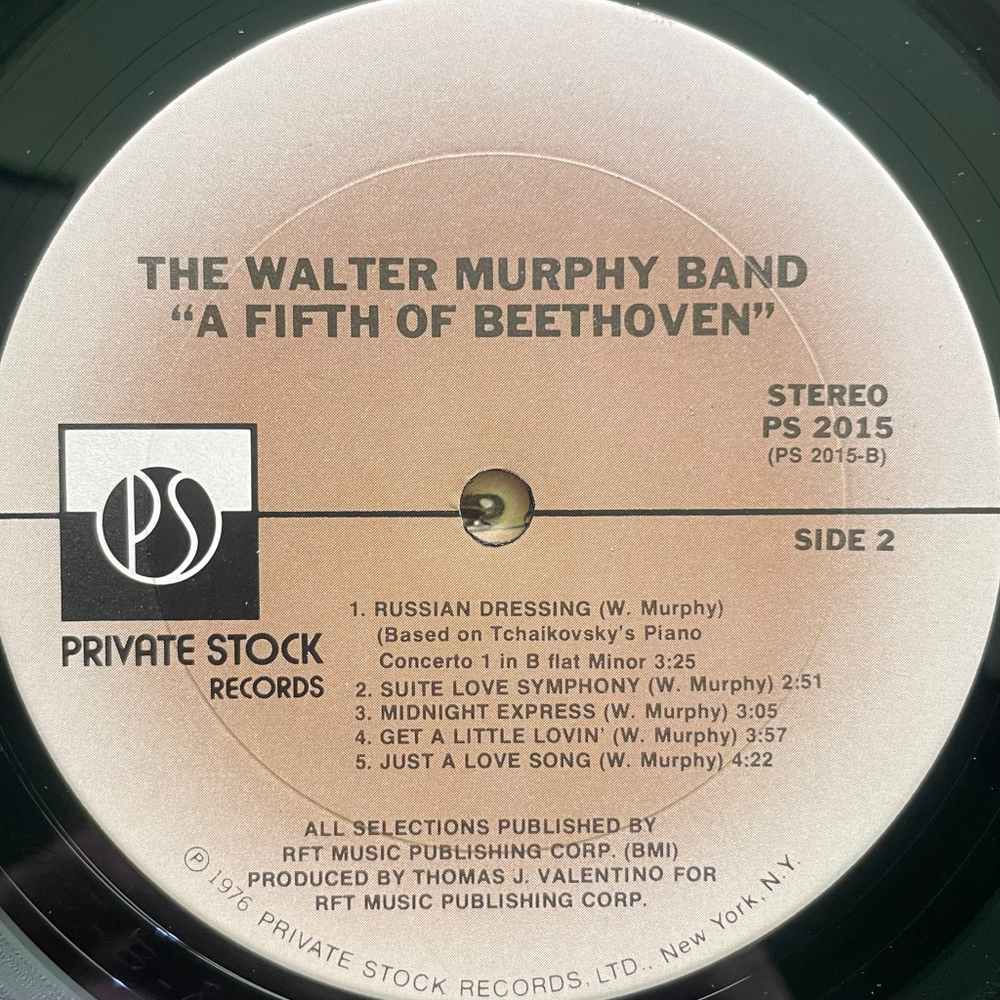 THE WALTER MURPHY BAND
“A FIFTH OF BEETHOVEN”
STEREO
PS 2015
(PS 2015-B)
SIDE 2
PS
PRIVATE STOCK
RECORDS
1. RUSSIAN DRESSING (W. Murphy)
(Based on Tchaikovsky's Piano
Concerto 1 in B flat Minor 3:25
2. SUITE LOVE SYMPHONY (W. Murphy) 2:51
3. MIDNIGHT EXPRESS (W. Murphy) 3:05
4. GET A LITTLE LOVIN' (W. Murphy) 3:57
5. JUST A LOVE SONG (W. Murphy) 4:22
ALL SELECTIONS PUBLISHED BY
RFT MUSIC PUBLISHING CORP. (BMI)
PRODUCED BY THOMAS J. VALENTINO FOR
RFT MUSIC PUBLISHING CORP.
℗ 1976 PRIVATE STOCK RECORDS, LTD., New York, N.Y.